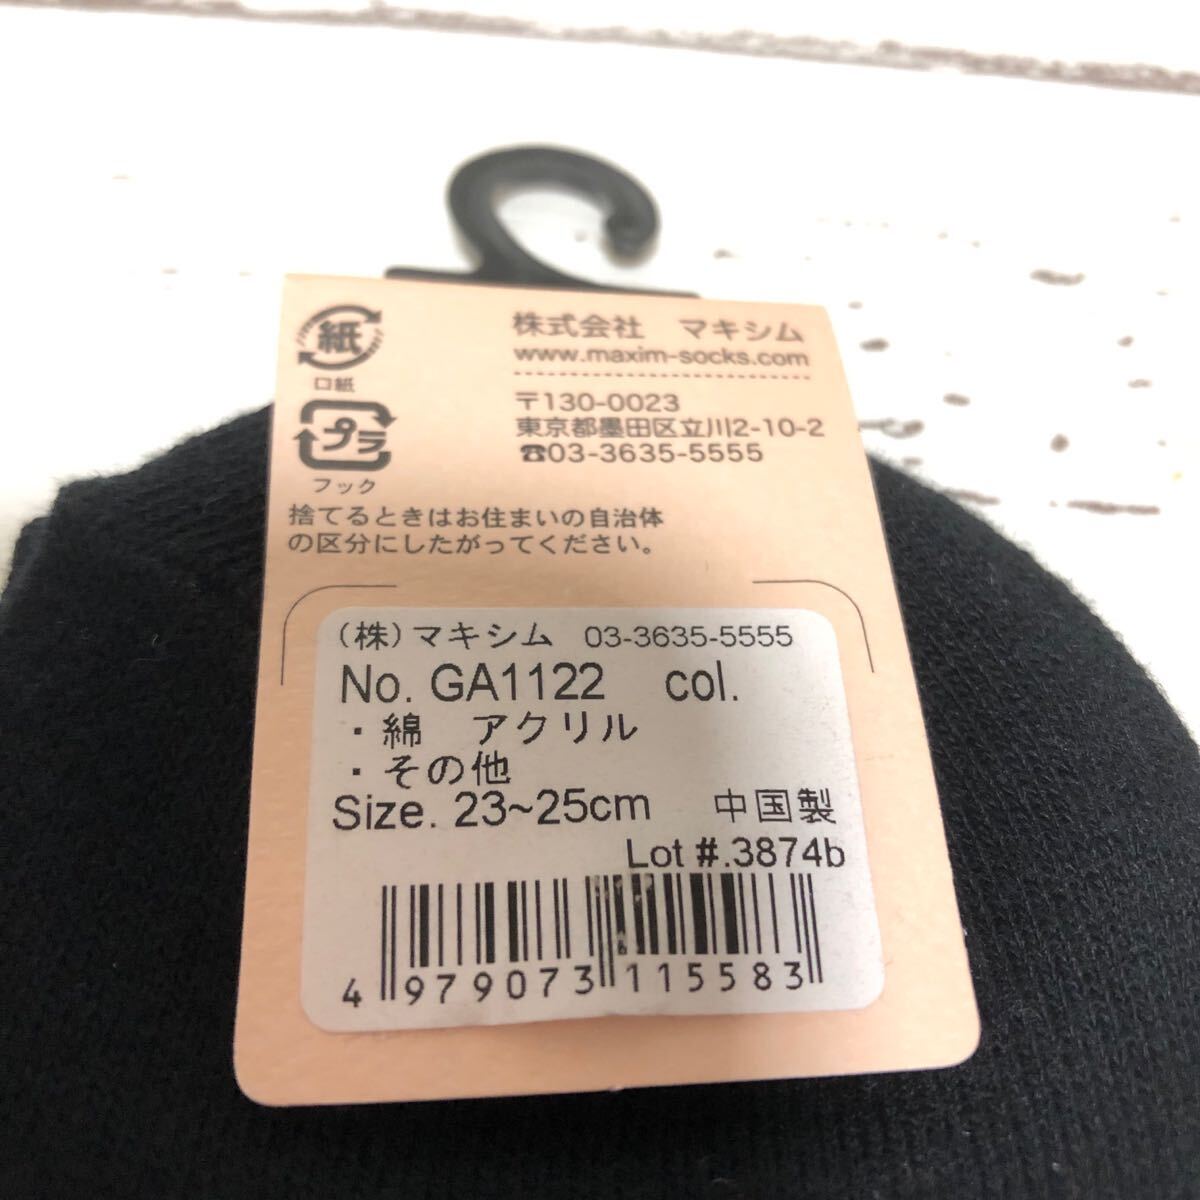 紙
口紙
プラ
フック
株式会社　マキシム
www.maxim-socks.com
〒130-0023
東京都墨田区立川2-10-2
☎03-3635-5555
捨てるときはお住まいの自治体
の区分にしたがってください。
(株)マキシム　03-3635-5555
No. GA1122　col.
・綿　アクリル
・その他
Size. 23~25cm　中国製
Lot #.3874b
4 979073 115583